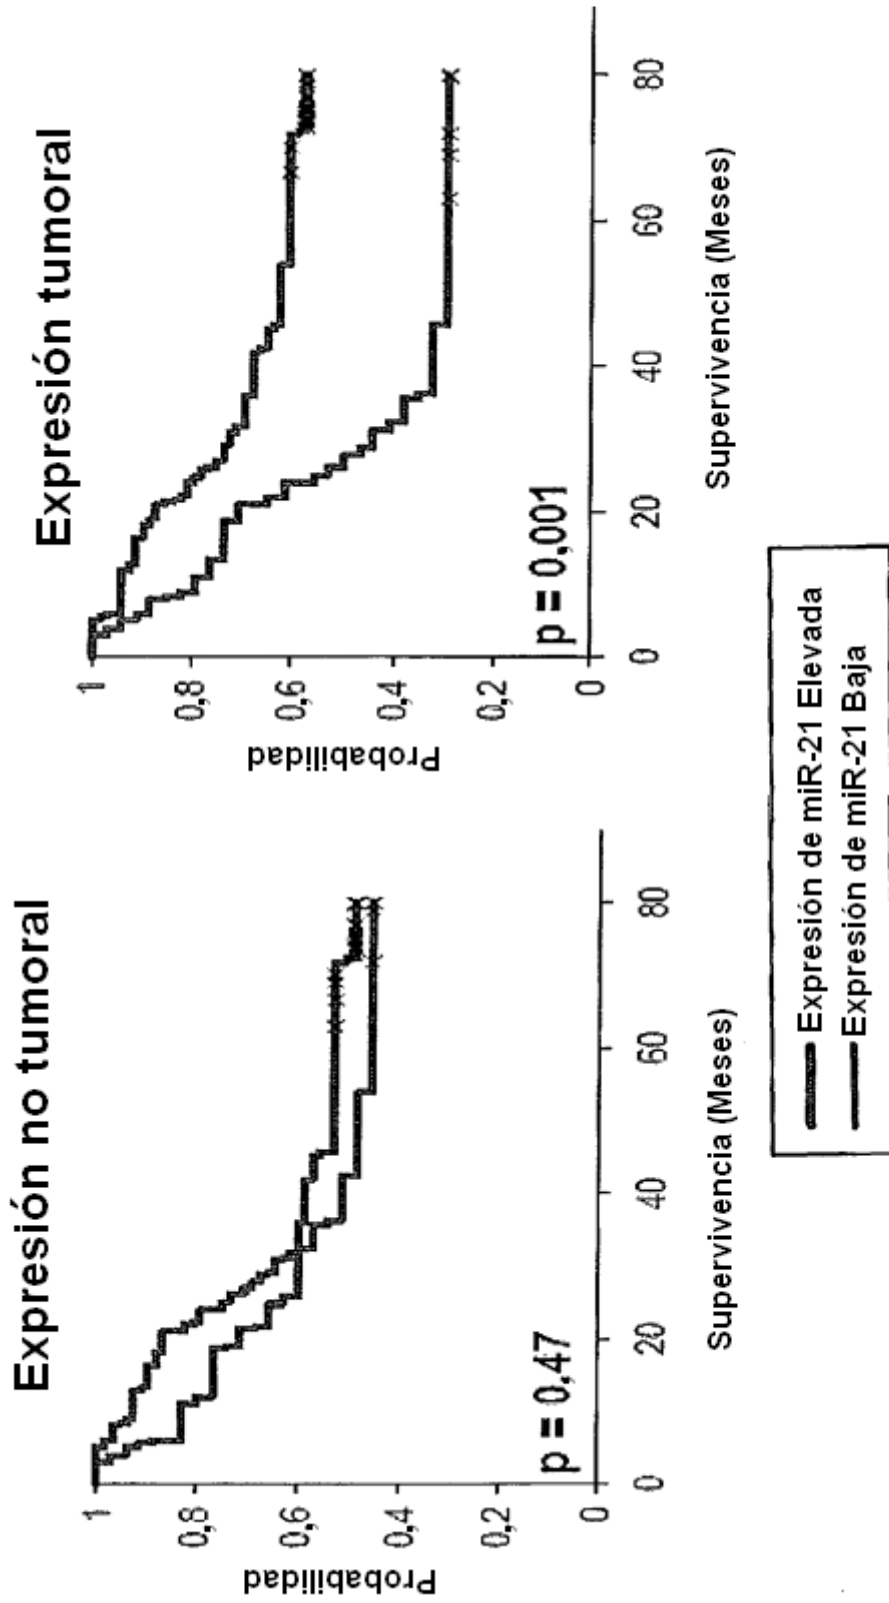 Expresión no tumoral
Probabilidad
1
0,8
0,6
0,4
0,2
0
p = 0,47
0
20
40
60
80
Supervivencia (Meses)
Expresión tumoral
Probabilidad
1
0,8
0,6
0,4
0,2
0
p = 0,001
0
20
40
60
80
Supervivencia (Meses)
Expresión de miR-21 Elevada
Expresión de miR-21 Baja